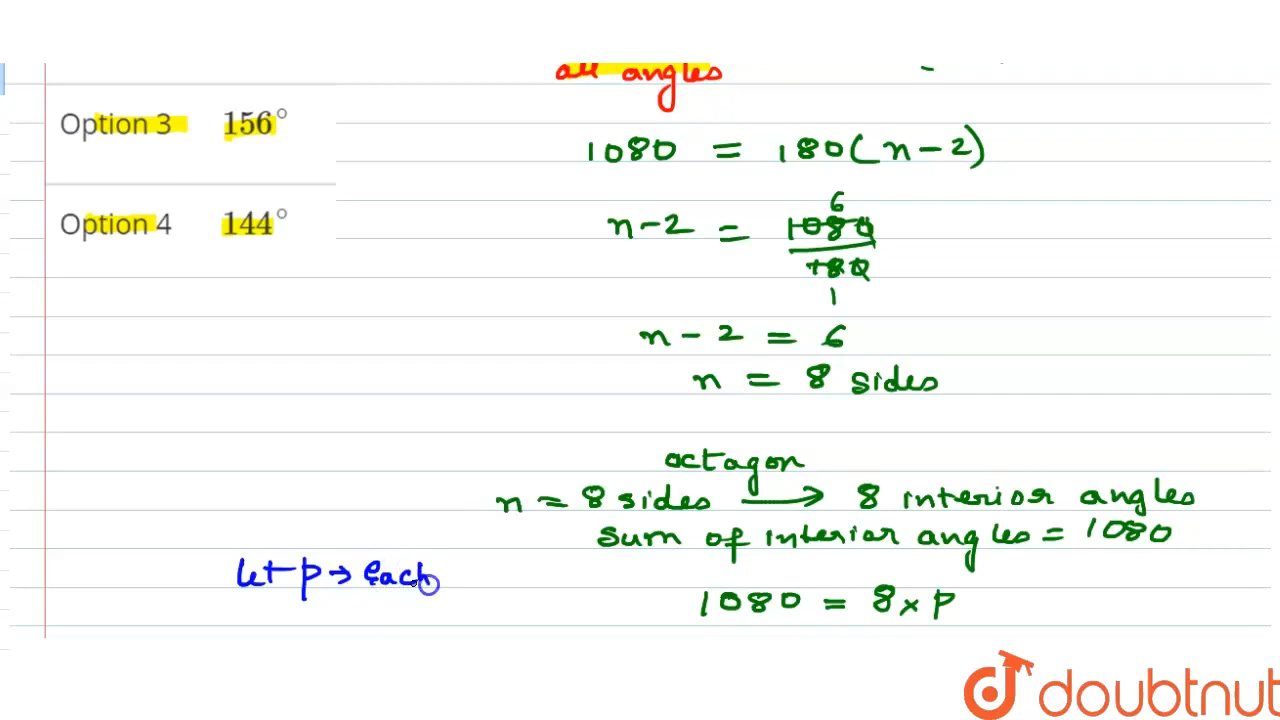 all angles
Option 3 156°
1080 = 180(n-2)
Option 4 144°
n-2 = 1080/180
6
1
n - 2 = 6
n = 8 sides
octagon
n = 8 sides → 8 interior angles
sum of interior angles = 1080
let p → Each
1080 = 8 × P
doubtnut